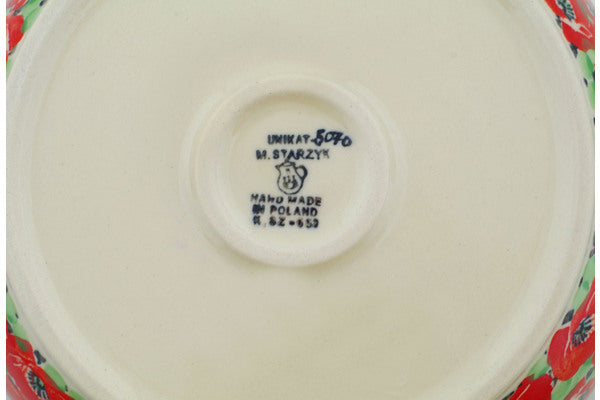 UNIKAT-5070
M. STARZYK
HAND MADE
IN POLAND